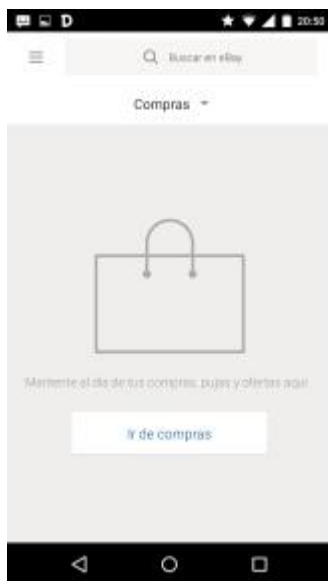 20:50
Buscar en eBay
Compras
Mantente al día de tus compras, pujas y ofertas aquí
Ir de compras